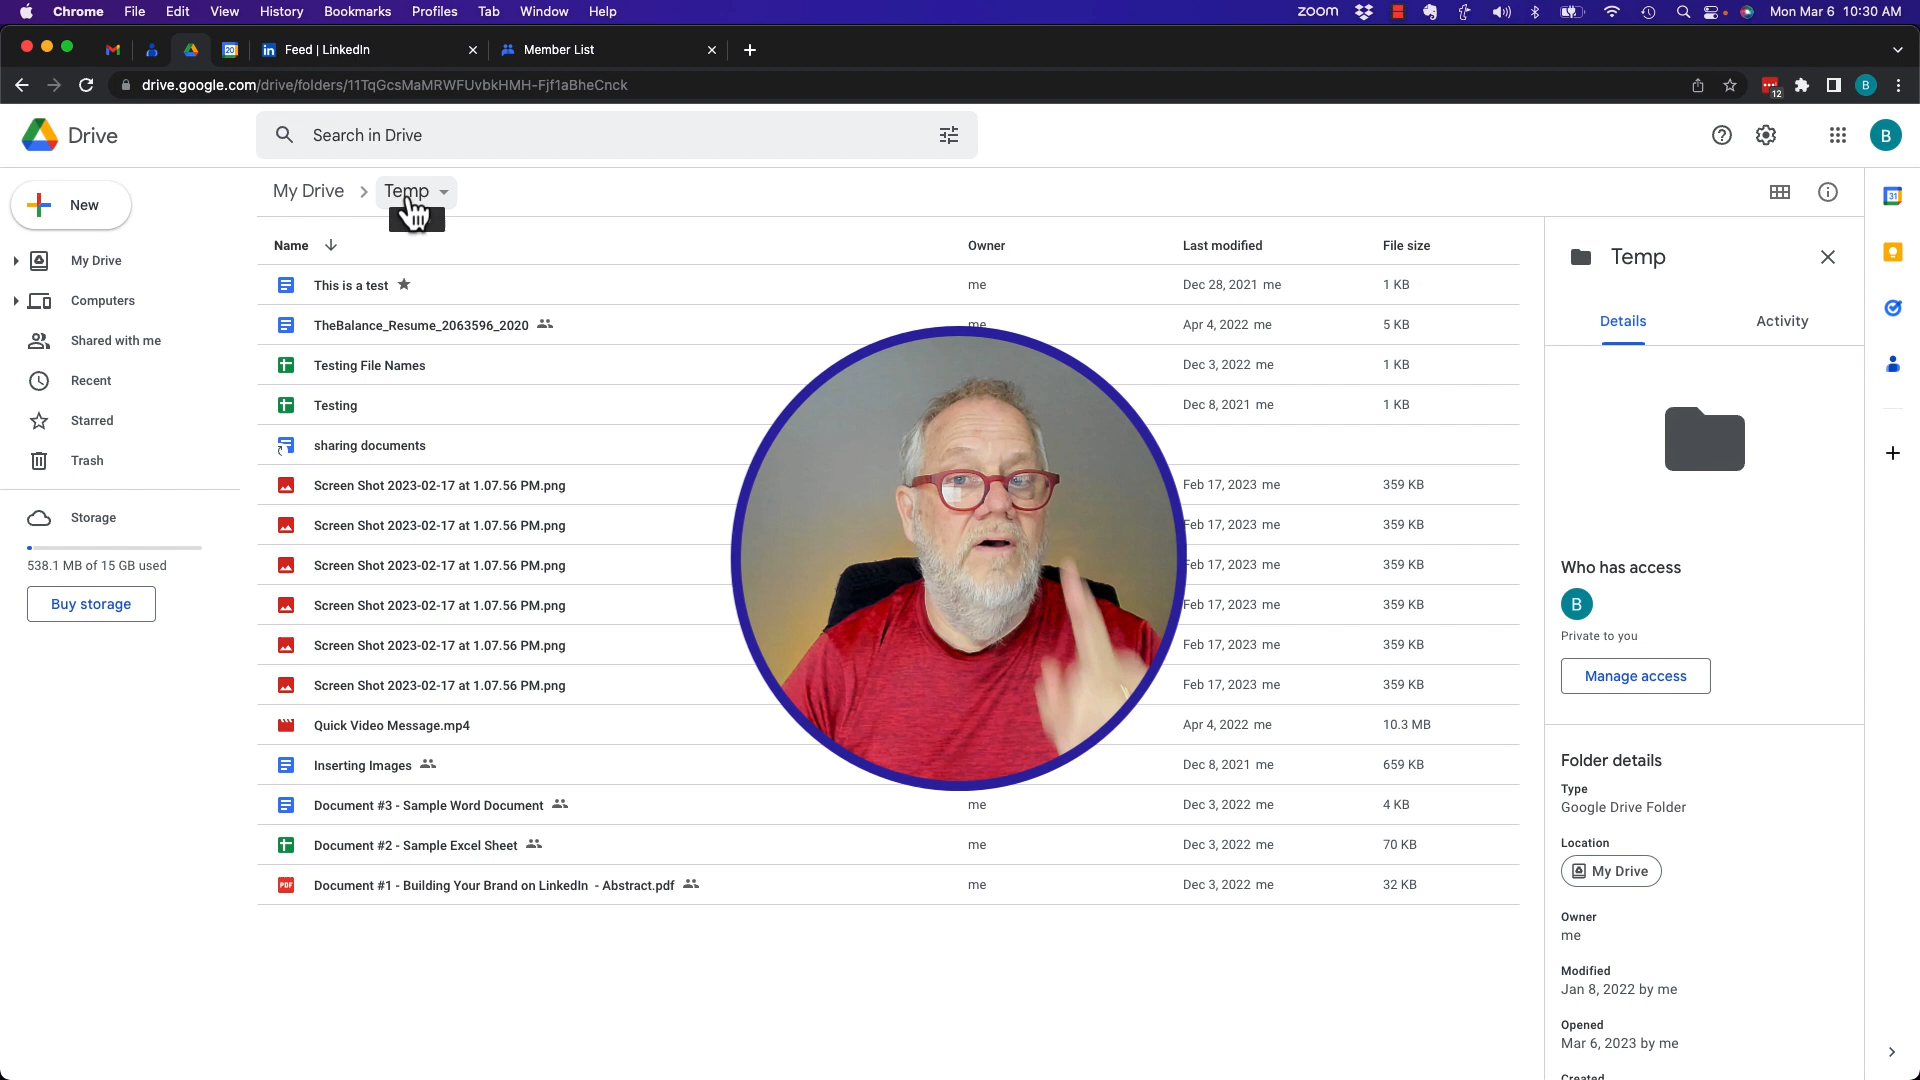 Chrome File Edit View History Bookmarks Profiles Tab Window Help zoom Mon Mar 6 10:30 AM
20 Feed | LinkedIn Member List
drive.google.com/drive/folders/11TqGcsMaMRWFUvbkHMH-Fjf1aBheCnck 12 B
Drive Search in Drive B
New My Drive Temp 31
Name Owner Last modified File size Temp
My Drive
This is a test me Dec 28, 2021 me 1 KB
Computers
TheBalance_Resume_2063596_2020 me Apr 4, 2022 me 5 KB Details Activity
Shared with me
Testing File Names Dec 3, 2022 me 1 KB
Recent
Testing Dec 8, 2021 me 1 KB
Starred
sharing documents
Trash
Screen Shot 2023-02-17 at 1.07.56 PM.png Feb 17, 2023 me 359 KB
Storage
Screen Shot 2023-02-17 at 1.07.56 PM.png Feb 17, 2023 me 359 KB
538.1 MB of 15 GB used
Screen Shot 2023-02-17 at 1.07.56 PM.png Feb 17, 2023 me 359 KB Who has access
Buy storage
Screen Shot 2023-02-17 at 1.07.56 PM.png Feb 17, 2023 me 359 KB B
Private to you
Screen Shot 2023-02-17 at 1.07.56 PM.png Feb 17, 2023 me 359 KB
Manage access
Screen Shot 2023-02-17 at 1.07.56 PM.png Feb 17, 2023 me 359 KB
Quick Video Message.mp4 Apr 4, 2022 me 10.3 MB
Inserting Images Dec 8, 2021 me 659 KB Folder details
Type
Document #3 - Sample Word Document me Dec 3, 2022 me 4 KB Google Drive Folder
Document #2 - Sample Excel Sheet me Dec 3, 2022 me 70 KB Location
My Drive
PDF Document #1 - Building Your Brand on LinkedIn - Abstract.pdf me Dec 3, 2022 me 32 KB
Owner
me
Modified
Jan 8, 2022 by me
Opened
Mar 6, 2023 by me
Created